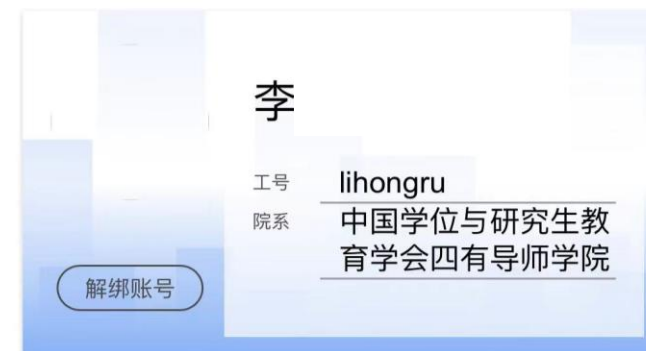 李
工号 lihongru
院系 中国学位与研究生教
育学会四有导师学院
解绑账号